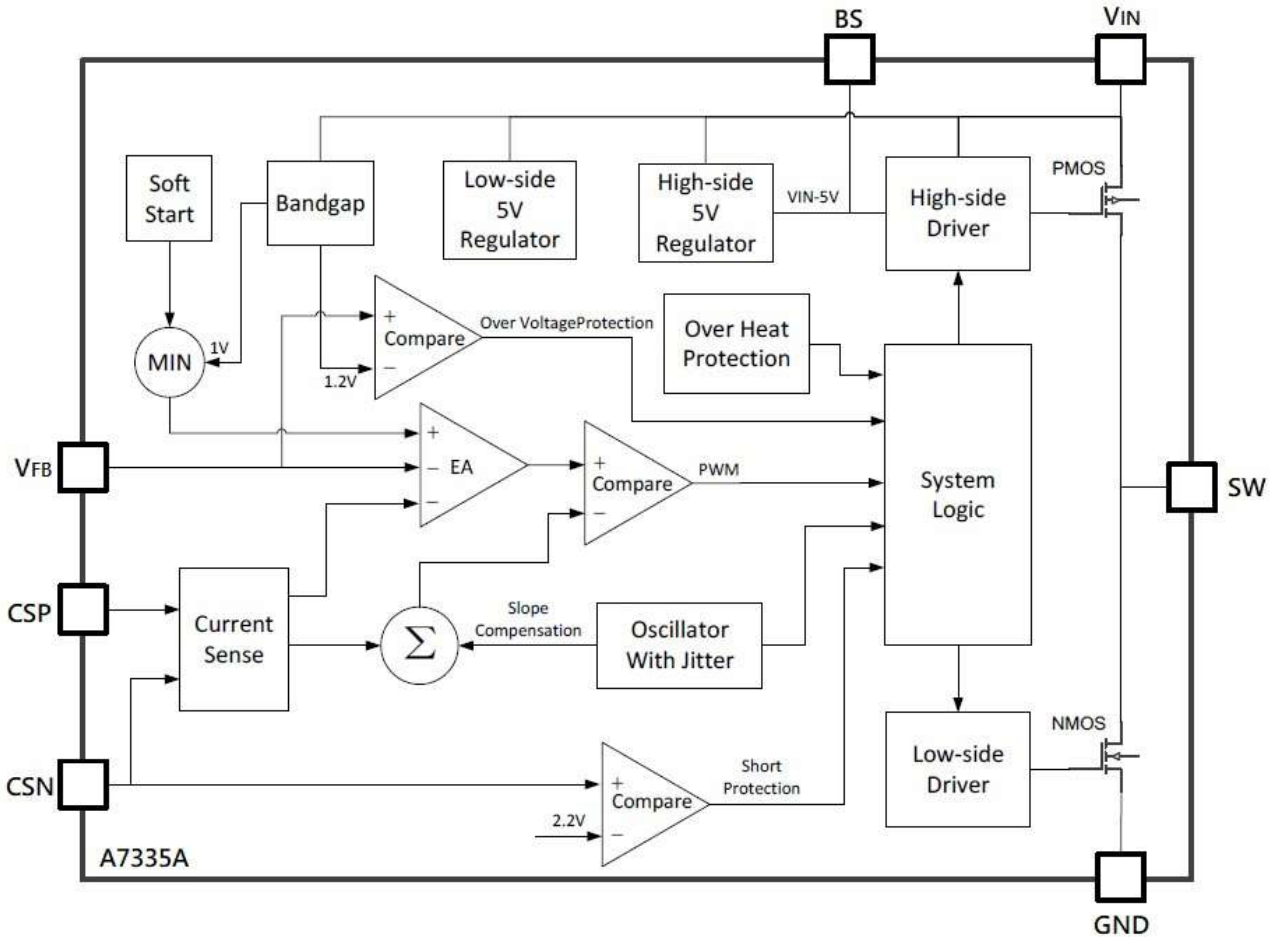 BS
VIN
PMOS
Soft
Start
Bandgap
Low-side
5V
Regulator
High-side
5V
Regulator
VIN-5V
High-side
Driver
+
Compare
−
Over VoltageProtection
Over Heat
Protection
MIN
1V
1.2V
VFB
+
− EA
−
+
Compare
−
PWM
System
Logic
SW
CSP
Current
Sense
Σ
Slope
Compensation
Oscillator
With Jitter
NMOS
Low-side
Driver
CSN
+
Compare
−
2.2V
Short
Protection
A7335A
GND